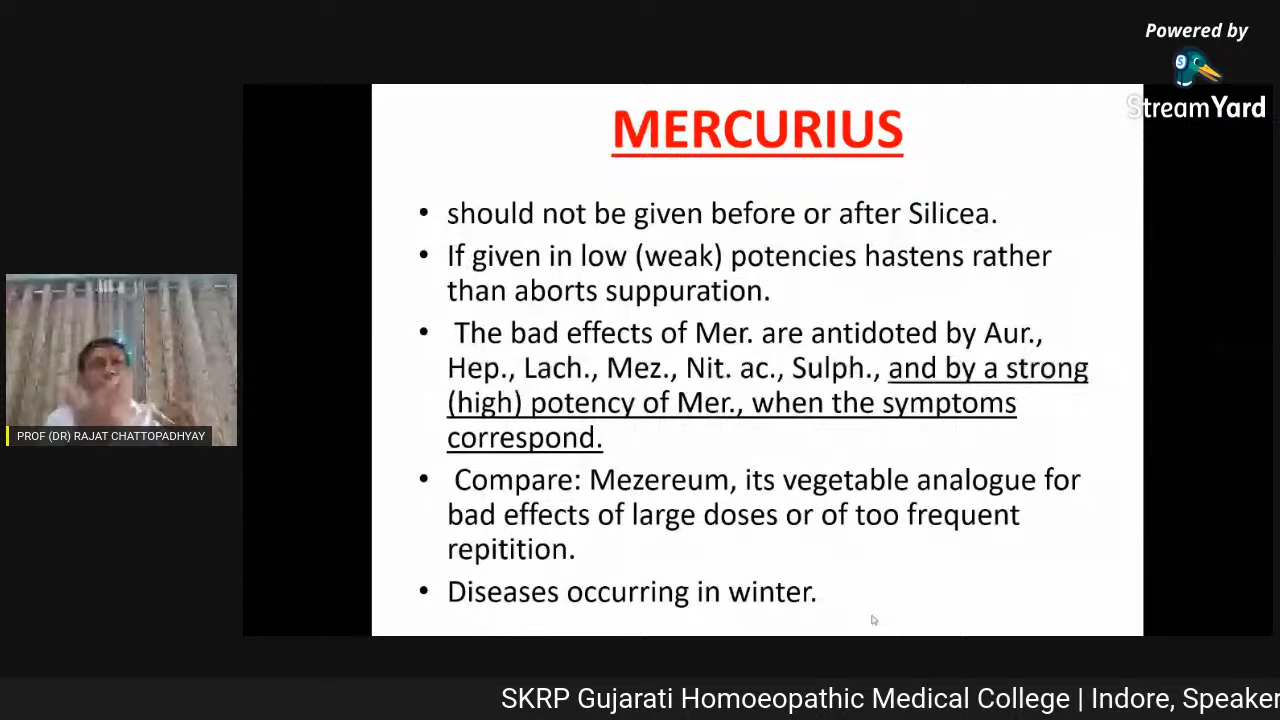 Powered by
StreamYard
MERCURIUS
• should not be given before or after Silicea.
• If given in low (weak) potencies hastens rather
than aborts suppuration.
• The bad effects of Mer. are antidoted by Aur.,
Hep., Lach., Mez., Nit. ac., Sulph., and by a strong
(high) potency of Mer., when the symptoms
correspond.
• Compare: Mezereum, its vegetable analogue for
bad effects of large doses or of too frequent
repitition.
• Diseases occurring in winter.
PROF (DR) RAJAT CHATTOPADHYAY
SKRP Gujarati Homoeopathic Medical College | Indore, Speaker